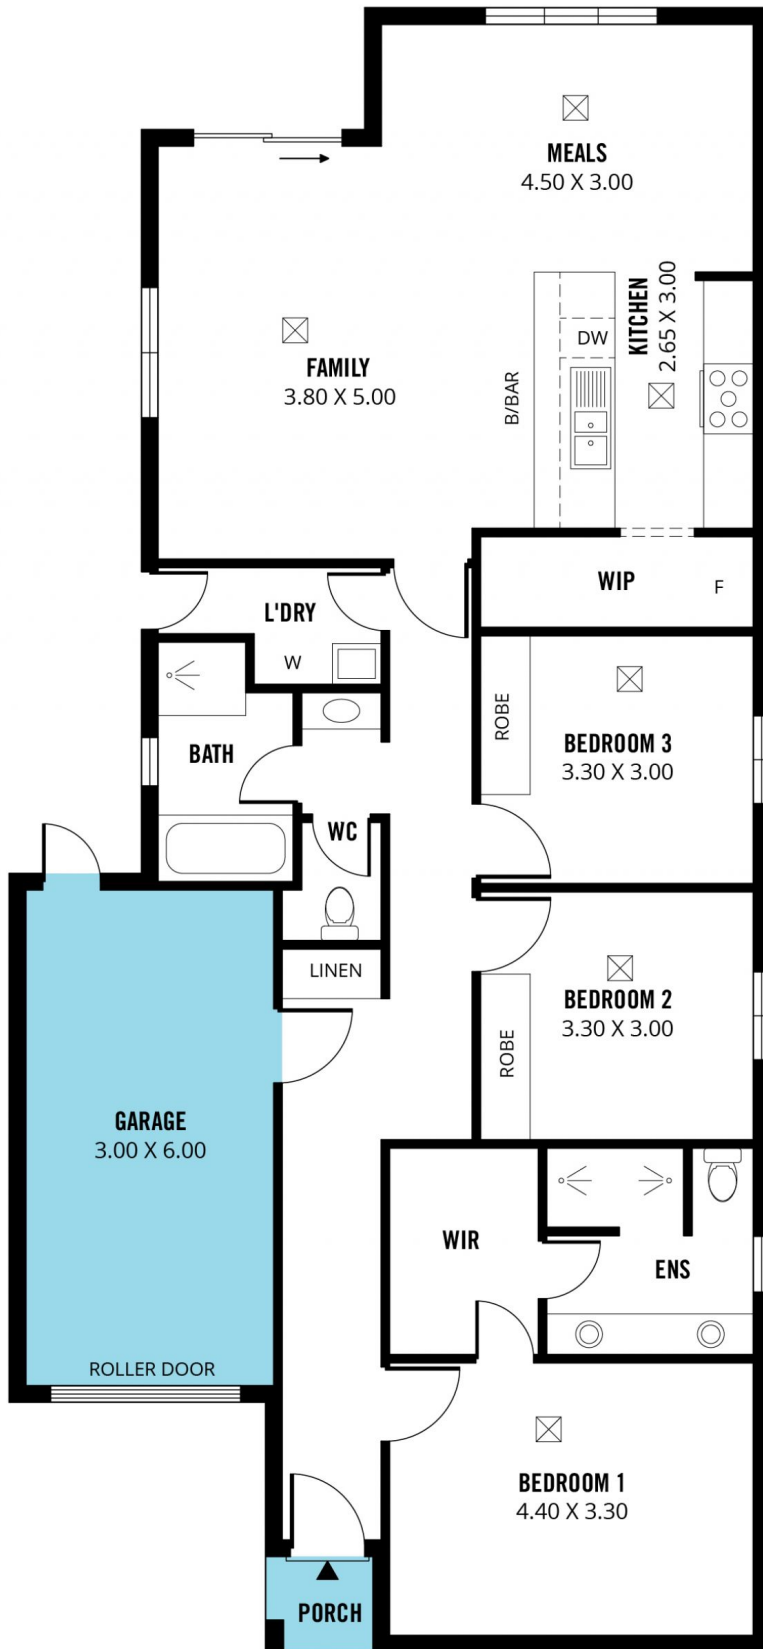 MEALS
4.50 X 3.00
KITCHEN
2.65 X 3.00
DW
FAMILY
3.80 X 5.00
B/BAR
WIP
F
L'DRY
W
ROBE
BEDROOM 3
3.30 X 3.00
BATH
WC
LINEN
BEDROOM 2
3.30 X 3.00
ROBE
GARAGE
3.00 X 6.00
WIR
ENS
ROLLER DOOR
BEDROOM 1
4.40 X 3.30
PORCH